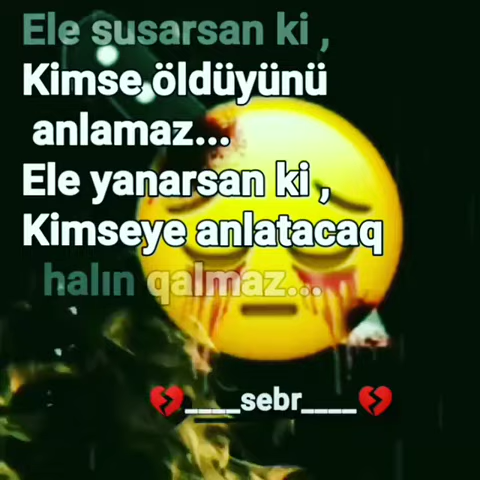 Ele susarsan ki ,
Kimse öldüyünü
anlamaz...
Ele yanarsan ki ,
Kimseye anlatacaq
halın qalmaz...
💔____sebr____💔